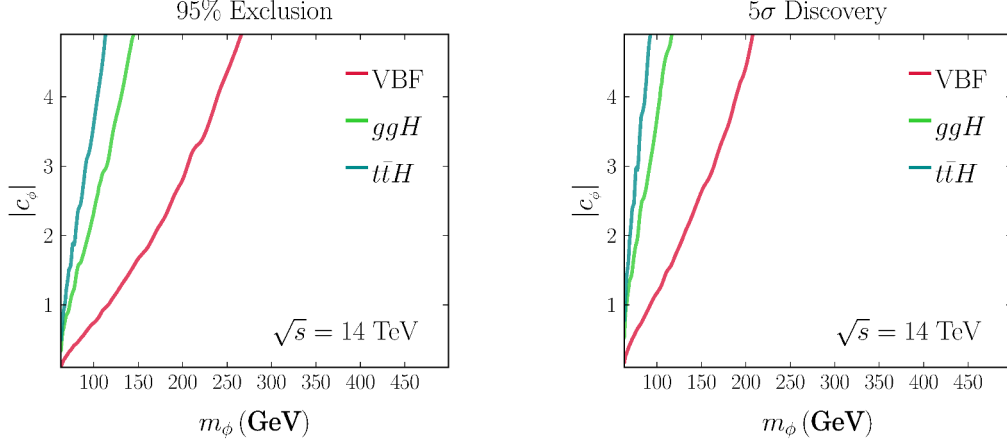 95% Exclusion
4
3
2
1
|c_ϕ|
VBF
ggH
tt̄H
√s = 14 TeV
100 150 200 250 300 350 400 450
m_ϕ (GeV)
5σ Discovery
4
3
2
1
|c_ϕ|
VBF
ggH
tt̄H
√s = 14 TeV
100 150 200 250 300 350 400 450
m_ϕ (GeV)